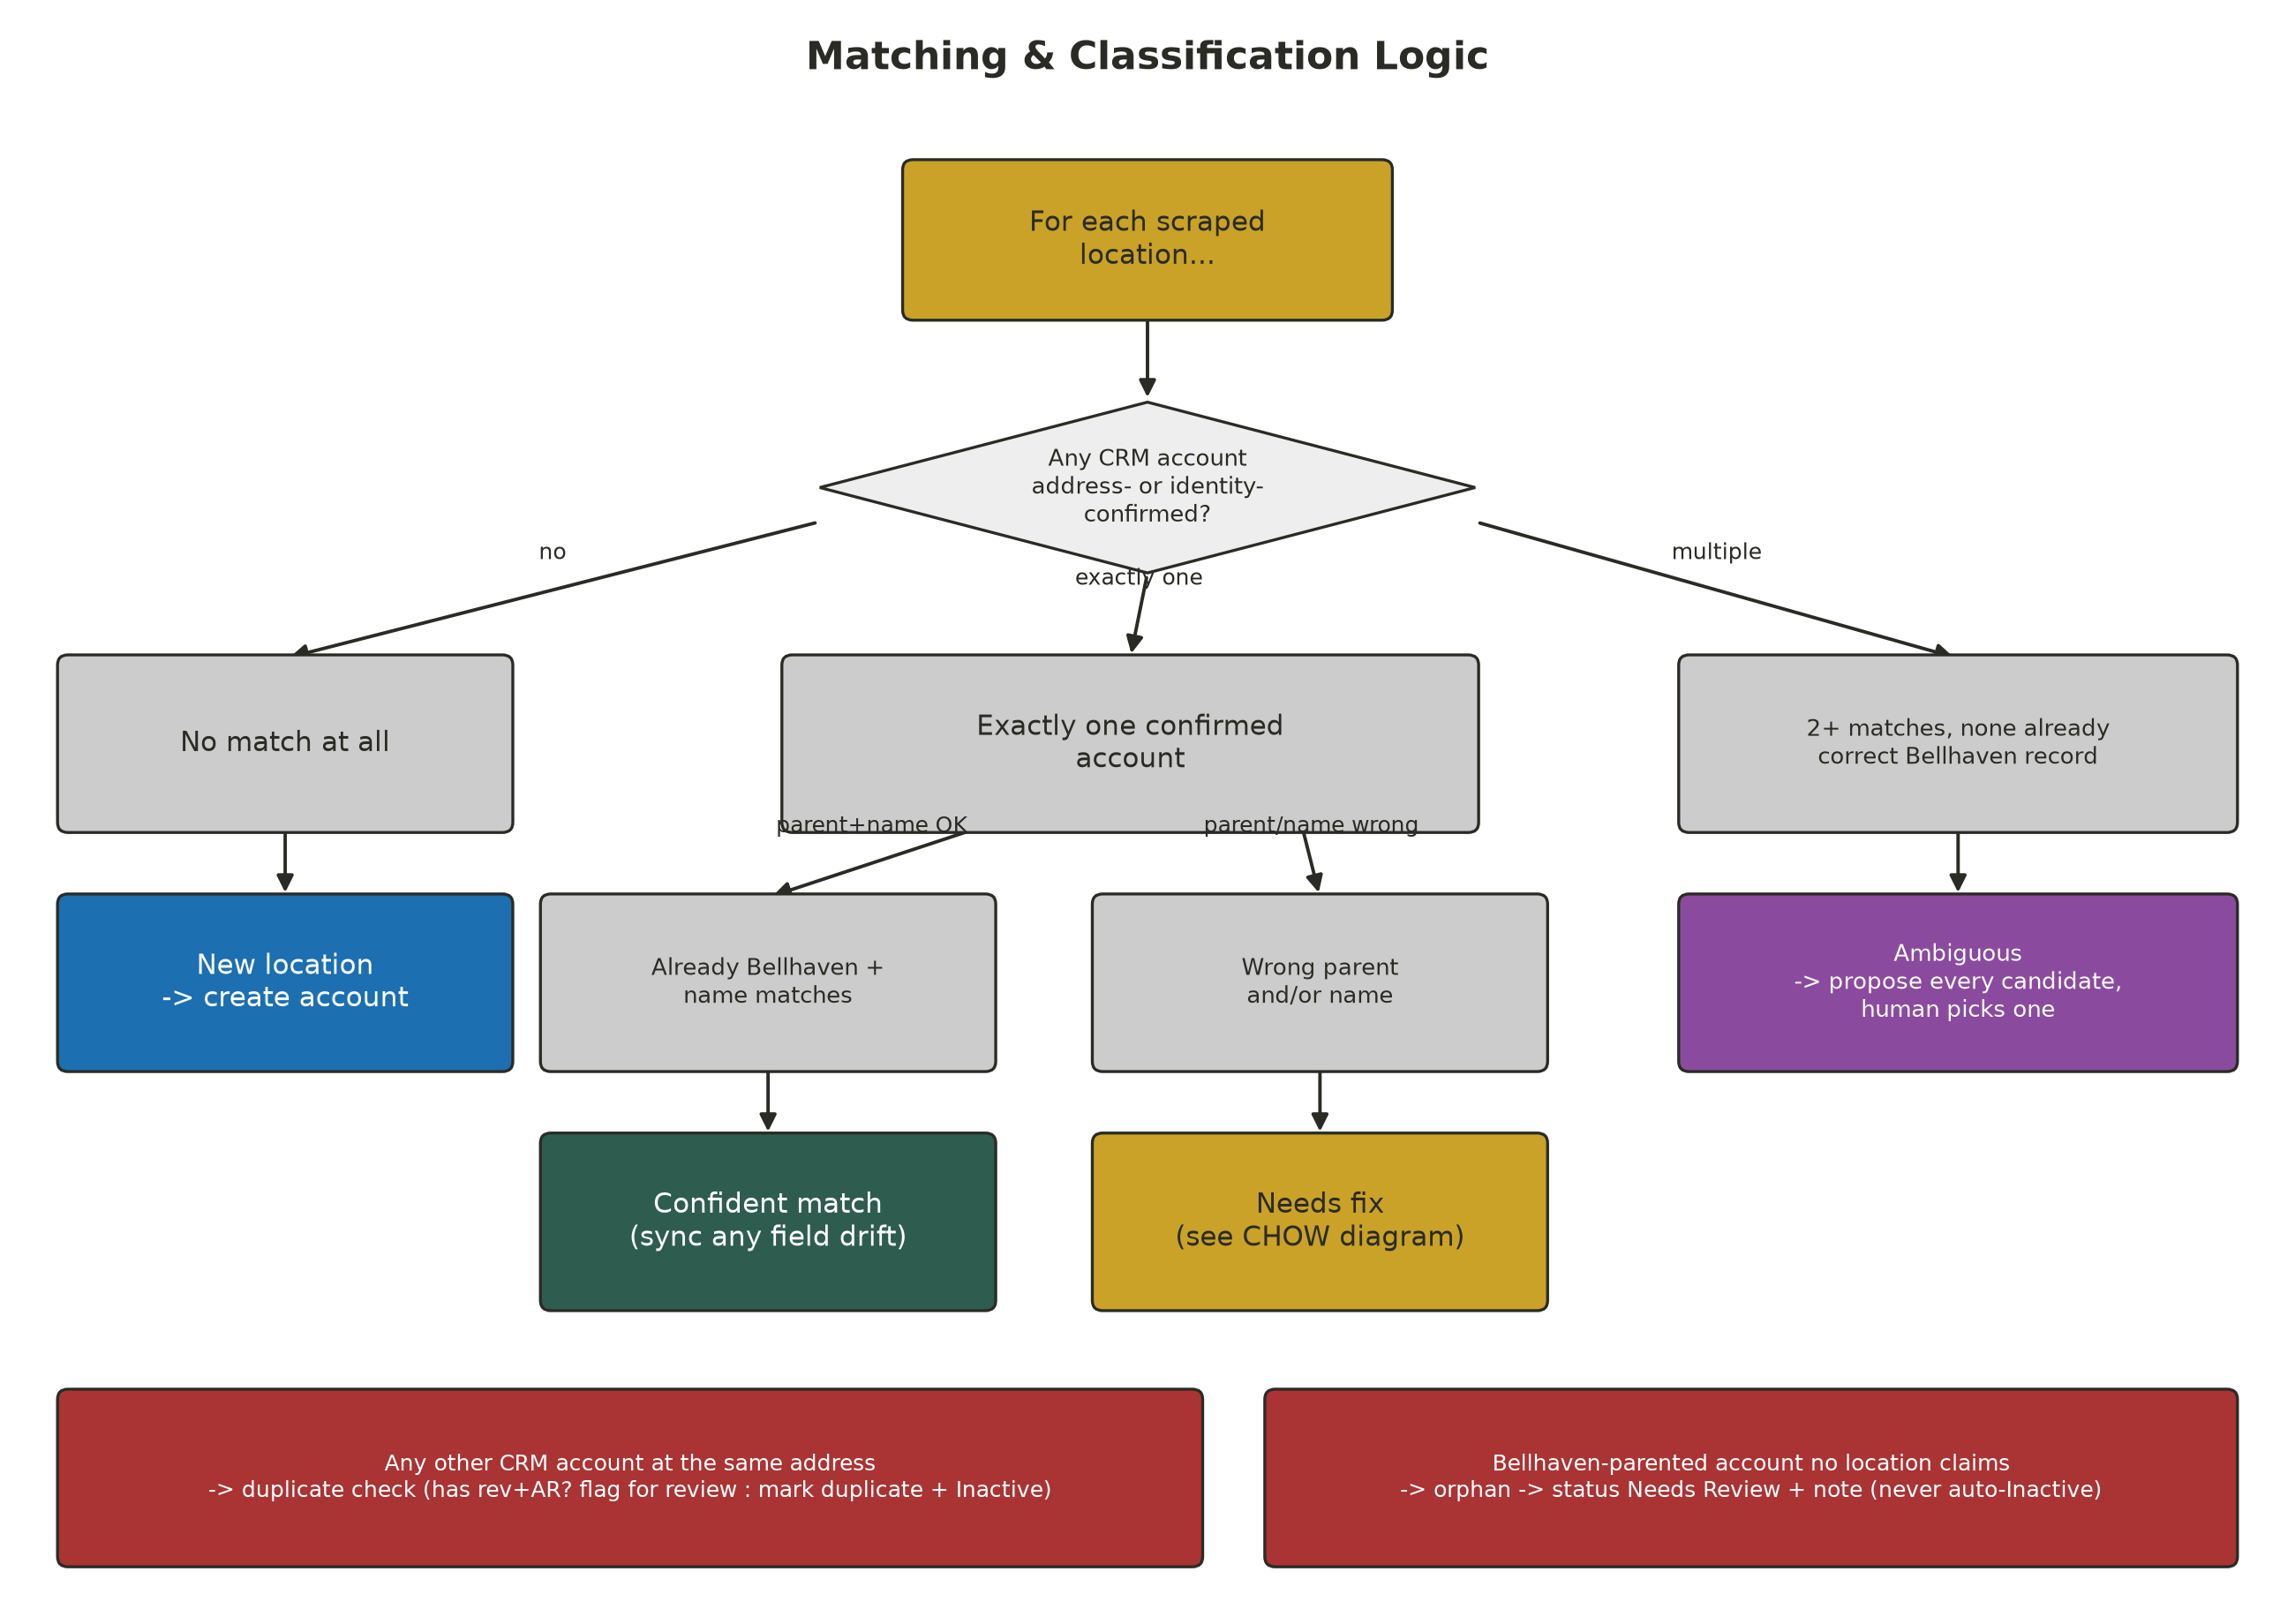 Matching & Classification Logic
For each scraped
location...
Any CRM account
address- or identity-
confirmed?
no
exactly one
multiple
No match at all
Exactly one confirmed
account
2+ matches, none already
correct Bellhaven record
parent+name OK
parent/name wrong
New location
-> create account
Already Bellhaven +
name matches
Wrong parent
and/or name
Ambiguous
-> propose every candidate,
human picks one
Confident match
(sync any field drift)
Needs fix
(see CHOW diagram)
Any other CRM account at the same address
-> duplicate check (has rev+AR? flag for review : mark duplicate + Inactive)
Bellhaven-parented account no location claims
-> orphan -> status Needs Review + note (never auto-Inactive)